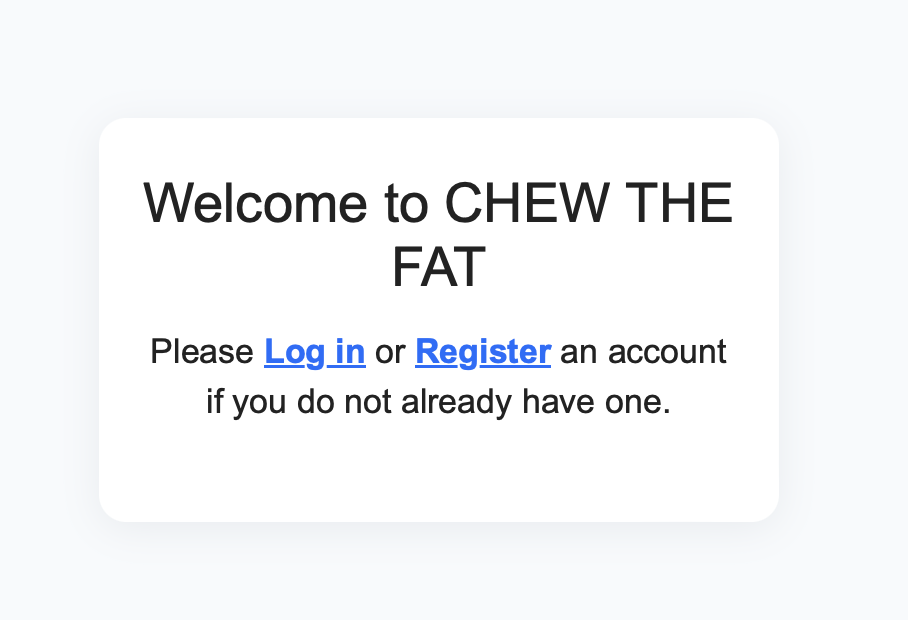 Welcome to CHEW THE
FAT
Please Log in or Register an account
if you do not already have one.